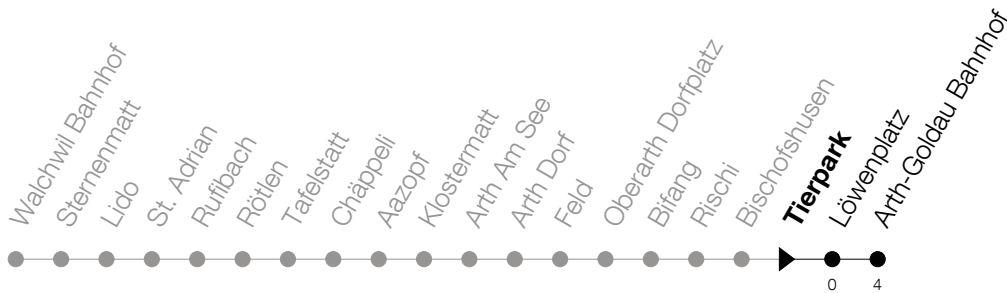 Walchwil Bahnhof
Sternenmatt
Lido
St. Adrian
Rufibach
Rötlen
Tafelstatt
Chäppeli
Aazopf
Klostermatt
Arth Am See
Arth Dorf
Feld
Oberarth Dorfplatz
Bifang
Rischi
Bischofshusen
Tierpark
Löwenplatz
Arth-Goldau Bahnhof
0
4